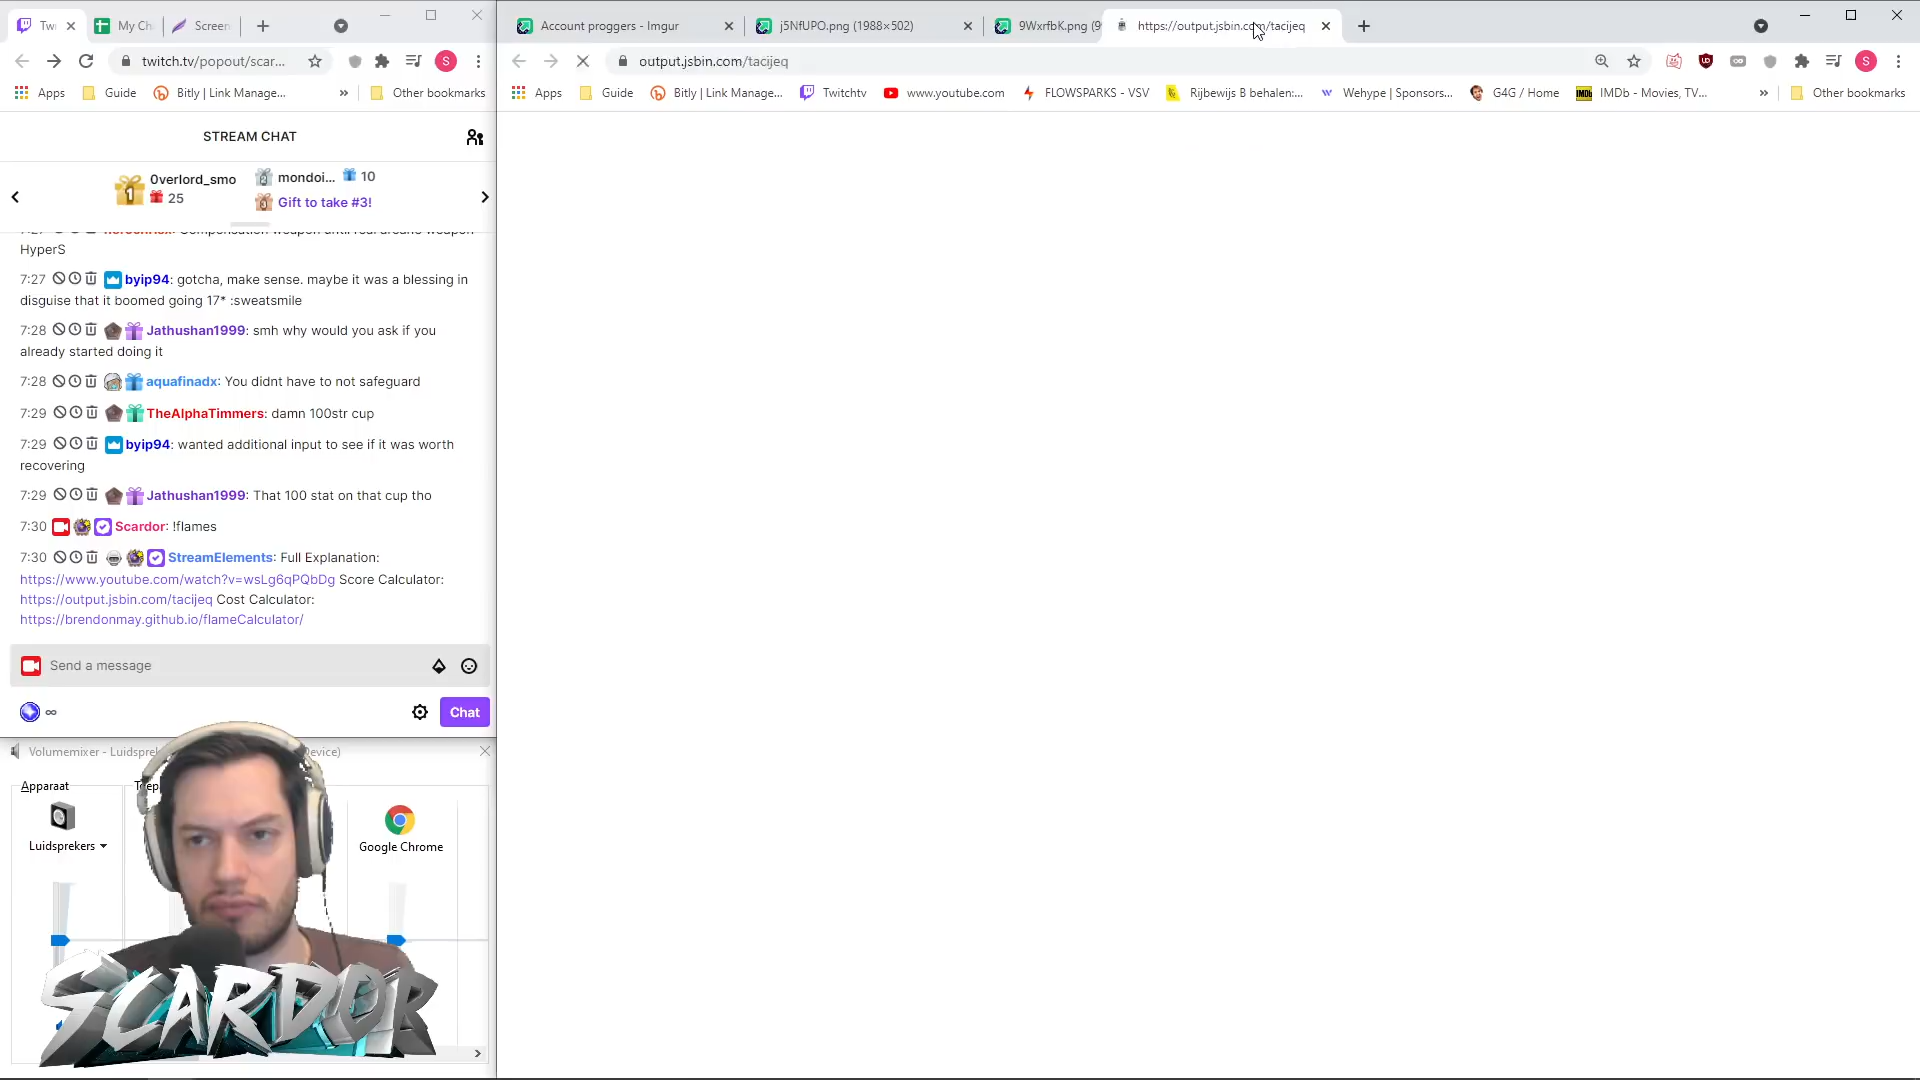 Tw
My Ch
Screen
Account proggers - Imgur
j5NfUPO.png (1988×502)
9WxrfbK.png (9
https://output.jsbin.com/tacijeq
twitch.tv/popout/scar...
output.jsbin.com/tacijeq
Apps
Guide
Bitly | Link Manage...
»
Other bookmarks
Apps
Guide
Bitly | Link Manage...
Twitchtv
www.youtube.com
FLOWSPARKS - VSV
Rijbewijs B behalen:...
Wehype | Sponsors...
G4G / Home
IMDb - Movies, TV...
»
Other bookmarks
STREAM CHAT
0verlord_smo
25
mondoi... 10
Gift to take #3!
HyperS
7:27 byip94: gotcha, make sense. maybe it was a blessing in
disguise that it boomed going 17* :sweatsmile
7:28 Jathushan1999: smh why would you ask if you
already started doing it
7:28 aquafinadx: You didnt have to not safeguard
7:29 TheAlphaTimmers: damn 100str cup
7:29 byip94: wanted additional input to see if it was worth
recovering
7:29 Jathushan1999: That 100 stat on that cup tho
7:30 Scardor: !flames
7:30 StreamElements: Full Explanation:
https://www.youtube.com/watch?v=wsLg6qPQbDg Score Calculator:
https://output.jsbin.com/tacijeq Cost Calculator:
https://brendonmay.github.io/flameCalculator/
Send a message
Chat
Volumemixer - Luidsprek
Device)
Apparaat
Toep
Luidsprekers
Google Chrome
SCARDOR